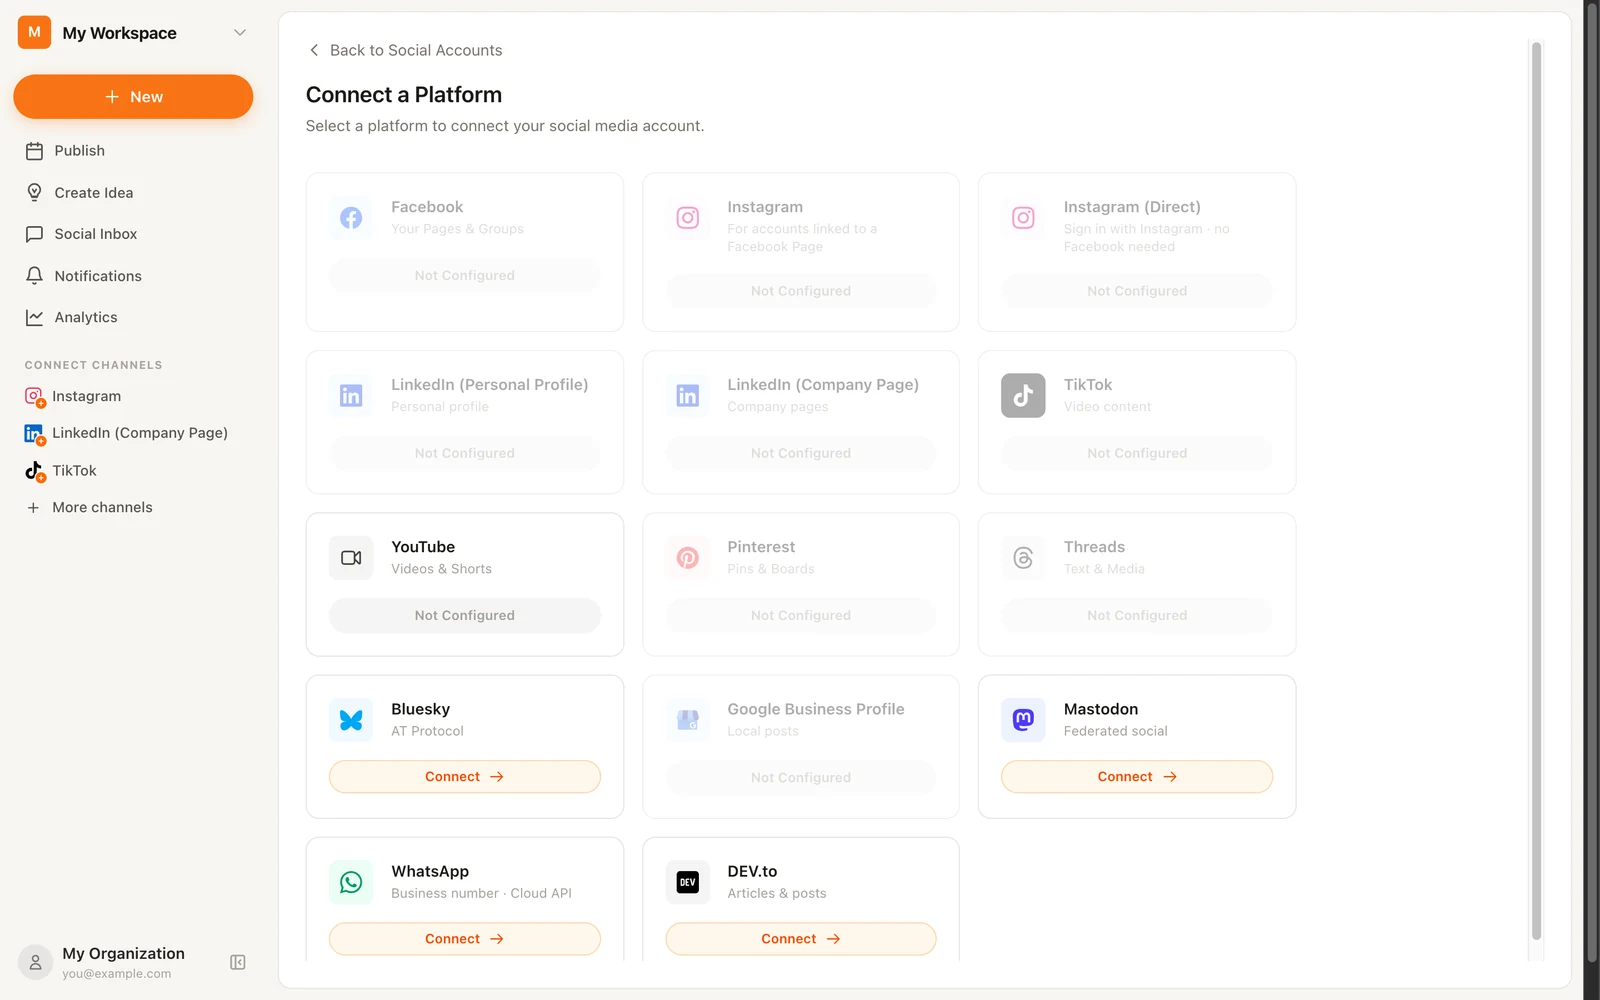 M
My Workspace
New
Publish
Create Idea
Social Inbox
Notifications
Analytics
CONNECT CHANNELS
Instagram
LinkedIn (Company Page)
TikTok
More channels
My Organization
you@example.com
Back to Social Accounts
Connect a Platform
Select a platform to connect your social media account.
Facebook
Your Pages & Groups
Not Configured
Instagram
For accounts linked to a
Facebook Page
Not Configured
Instagram (Direct)
Sign in with Instagram · no
Facebook needed
Not Configured
LinkedIn (Personal Profile)
Personal profile
Not Configured
LinkedIn (Company Page)
Company pages
Not Configured
TikTok
Video content
Not Configured
YouTube
Videos & Shorts
Not Configured
Pinterest
Pins & Boards
Not Configured
Threads
Text & Media
Not Configured
Bluesky
AT Protocol
Connect
Google Business Profile
Local posts
Not Configured
Mastodon
Federated social
Connect
WhatsApp
Business number · Cloud API
Connect
DEV
DEV.to
Articles & posts
Connect